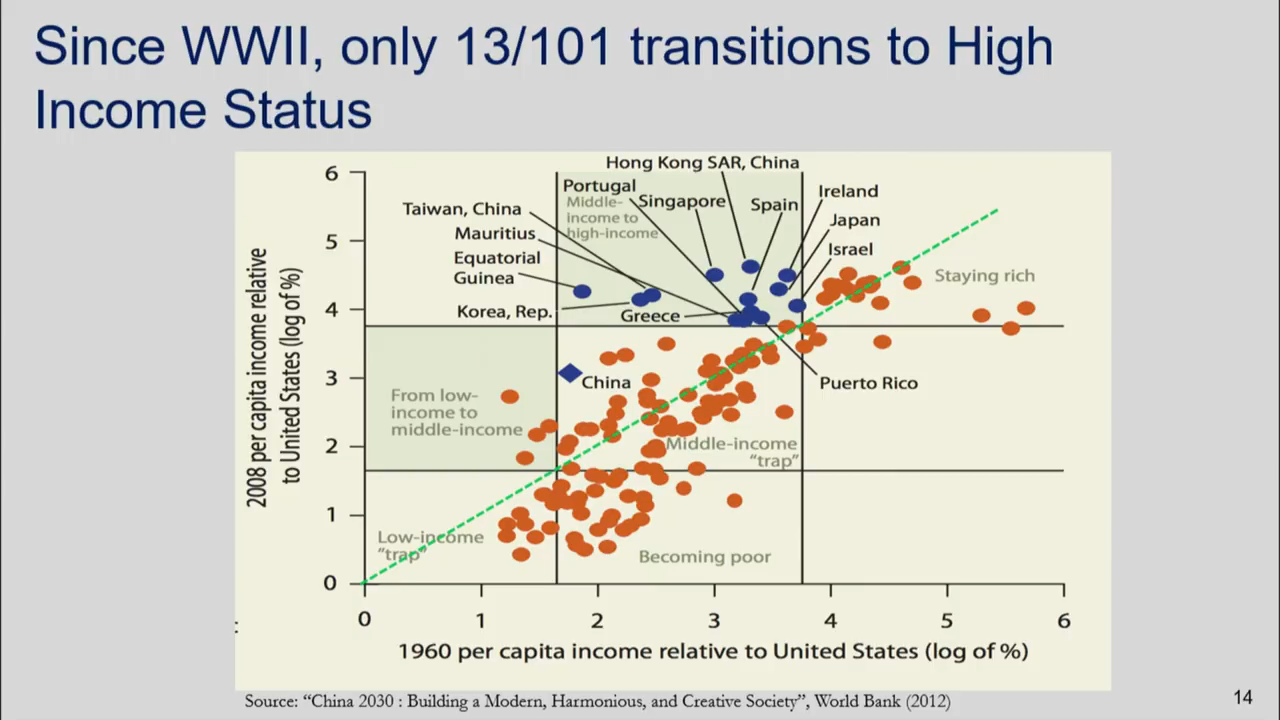 Since WWII, only 13/101 transitions to High
Income Status
Hong Kong SAR, China
Portugal
Middle-
income to
high-income
Singapore
Spain
Ireland
Japan
Israel
Taiwan, China
Mauritius
Equatorial
Guinea
Korea, Rep.
Greece
Staying rich
China
Puerto Rico
From low-
income to
middle-income
Middle-income
“trap”
Low-income
“trap”
Becoming poor
2008 per capita income relative
to United States (log of %)
6
5
4
3
2
1
0
0 1 2 3 4 5 6
1960 per capita income relative to United States (log of %)
:
Source: “China 2030 : Building a Modern, Harmonious, and Creative Society”, World Bank (2012)
14